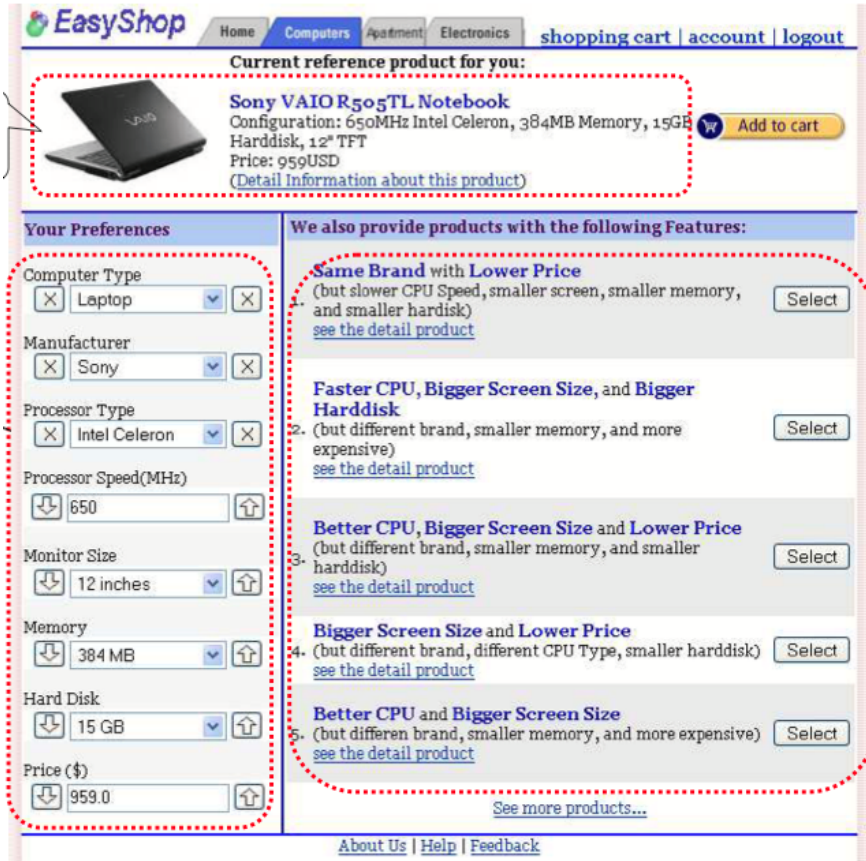 EasyShop
Home Computers Apartment Electronics
shopping cart | account | logout
Current reference product for you:
VAIO
Sony VAIO R505TL Notebook
Configuration: 650MHz Intel Celeron, 384MB Memory, 15GB
Harddisk, 12" TFT
Price: 959USD
(Detail Information about this product)
Add to cart
Your Preferences
Computer Type
X Laptop X
Manufacturer
X Sony X
Processor Type
X Intel Celeron X
Processor Speed(MHz)
650
Monitor Size
12 inches
Memory
384 MB
Hard Disk
15 GB
Price ($)
959.0
We also provide products with the following Features:
Same Brand with Lower Price
1. (but slower CPU Speed, smaller screen, smaller memory,
and smaller hardisk)
see the detail product
Select
Faster CPU, Bigger Screen Size, and Bigger
Harddisk
2. (but different brand, smaller memory, and more
expensive)
see the detail product
Select
Better CPU, Bigger Screen Size and Lower Price
3. (but different brand, smaller memory, and smaller
harddisk)
see the detail product
Select
Bigger Screen Size and Lower Price
4. (but different brand, different CPU Type, smaller harddisk)
see the detail product
Select
Better CPU and Bigger Screen Size
5. (but differen brand, smaller memory, and more expensive)
see the detail product
Select
See more products...
About Us | Help | Feedback